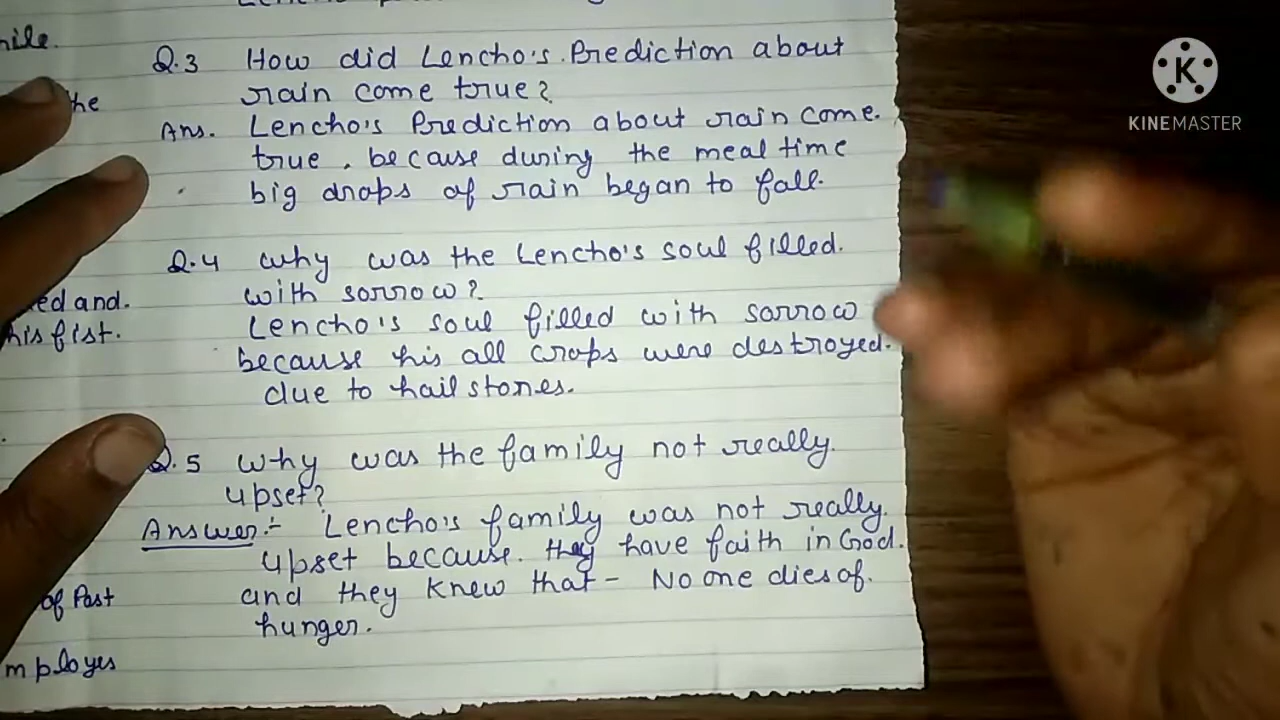 hile.
Q.3 How did Lencho's Prediction about
rain come true?
the
Ans. Lencho's Prediction about rain come.
true, because during the meal time
big drops of rain began to fall.
Q.4 why was the Lencho's soul filled.
with sorrow?
ed and.
Lencho's soul filled with sorrow
his fist.
because his all crops were destroyed.
due to hail stones.
Q.5 why was the family not really.
upset?
Answer:- Lencho's family was not really.
upset because. they have faith in God.
and they knew that - No one dies of.
of Post
hunger.
mployes
K
KINEMASTER